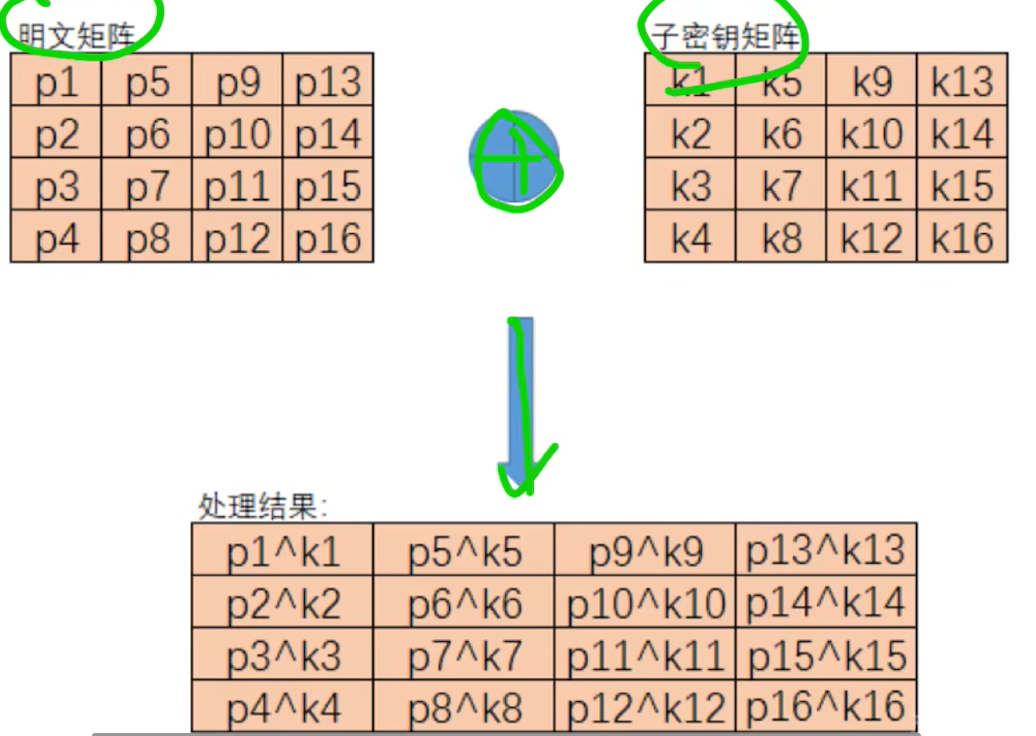 明文矩阵
p1 p5 p9 p13
p2 p6 p10 p14
p3 p7 p11 p15
p4 p8 p12 p16
子密钥矩阵
k1 k5 k9 k13
k2 k6 k10 k14
k3 k7 k11 k15
k4 k8 k12 k16
处理结果:
p1^k1 p5^k5 p9^k9 p13^k13
p2^k2 p6^k6 p10^k10 p14^k14
p3^k3 p7^k7 p11^k11 p15^k15
p4^k4 p8^k8 p12^k12 p16^k16